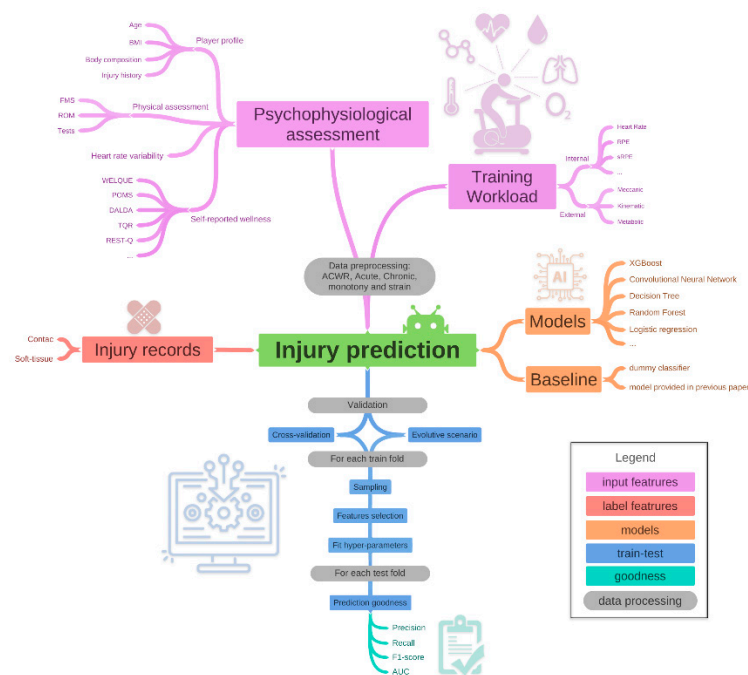 Age
BMI
Body composition
Injury history
Player profile
FMS
ROM
Tests
Physical assessment
Heart rate variability
WELQUE
POMS
DALDA
TQR
REST-Q
...
Self-reported wellness
Psychophysiological
assessment
O2
Training
Workload
Internal
Heart Rate
RPE
sRPE
...
External
Meccanic
Kinematic
Metabolic
Data preprocessing:
ACWR, Acute, Chronic,
monotony and strain
Contac
Soft-tissue
Injury records
Injury prediction
AI
Models
XGBoost
Convolutional Neural Network
Decision Tree
Random Forest
Logistic regression
...
Baseline
dummy classifier
model provided in previous paper
Validation
Cross-validation
Evolutive scenario
For each train fold
Sampling
Features selection
Fit hyper-parameters
For each test fold
Prediction goodness
Precision
Recall
F1-score
AUC
Legend
input featrures
label featrures
models
train-test
goodness
data processing